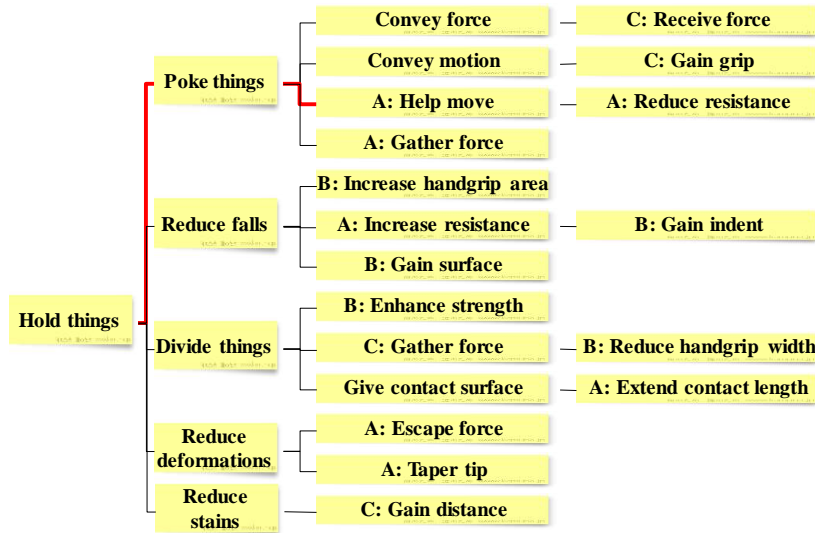 Convey force
C: Receive force
Convey motion
C: Gain grip
Poke things
A: Help move
A: Reduce resistance
A: Gather force
B: Increase handgrip area
Reduce falls
A: Increase resistance
B: Gain indent
B: Gain surface
Hold things
B: Enhance strength
Divide things
C: Gather force
B: Reduce handgrip width
Give contact surface
A: Extend contact length
Reduce
deformations
A: Escape force
A: Taper tip
Reduce
stains
C: Gain distance